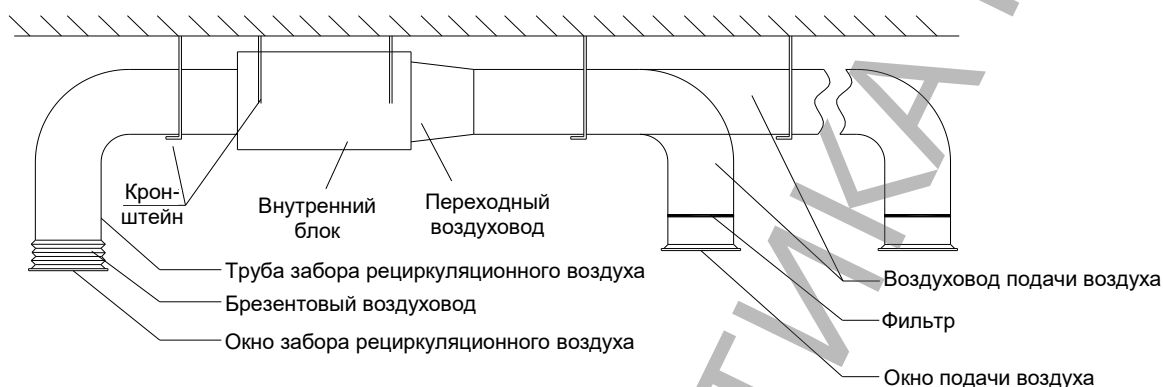 Крон-
штейн
Внутренний
блок
Переходный
воздуховод
Труба забора рециркуляционного воздуха
Брезентовый воздуховод
Окно забора рециркуляционного воздуха
Воздуховод подачи воздуха
Фильтр
Окно подачи воздуха
ТИКА